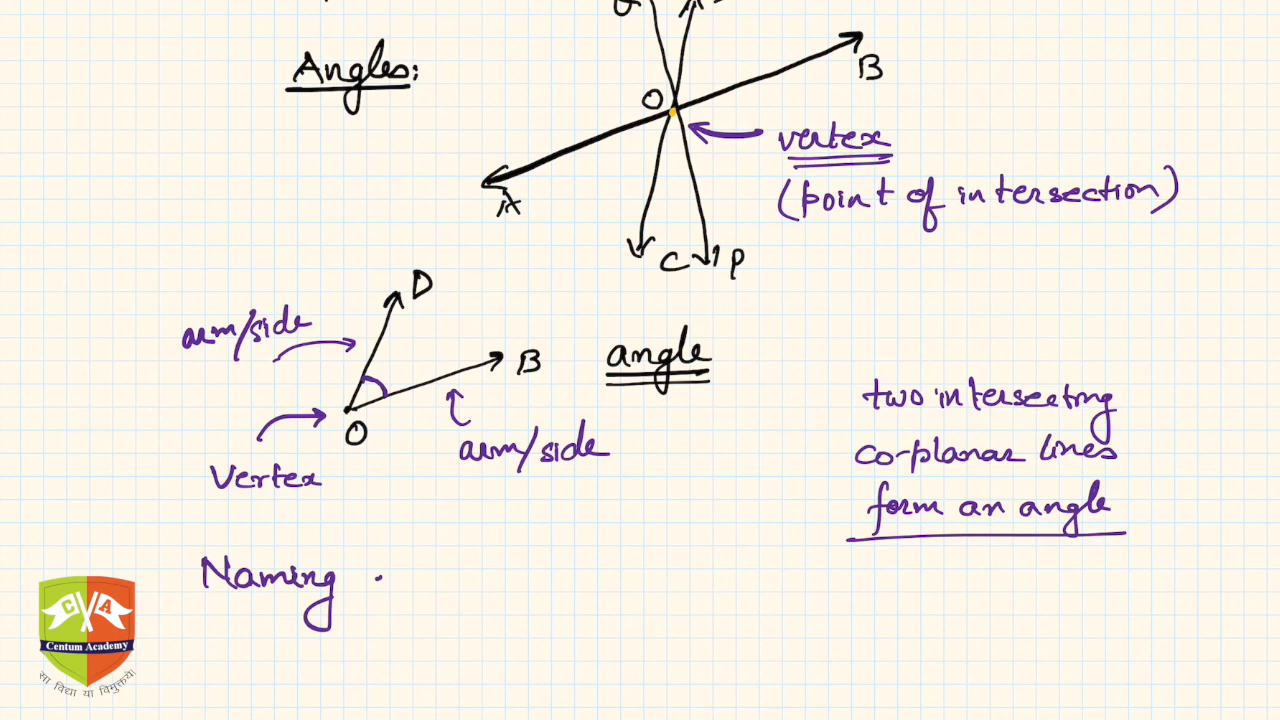 Angles:
O
B
vertex
(point of intersection)
A
C
P
D
arm/side
B
angle
O
arm/side
Vertex
two intersecting
co-planar lines
form an angle
Naming
C A
Centum Academy
सा विद्या या विमुक्तये।